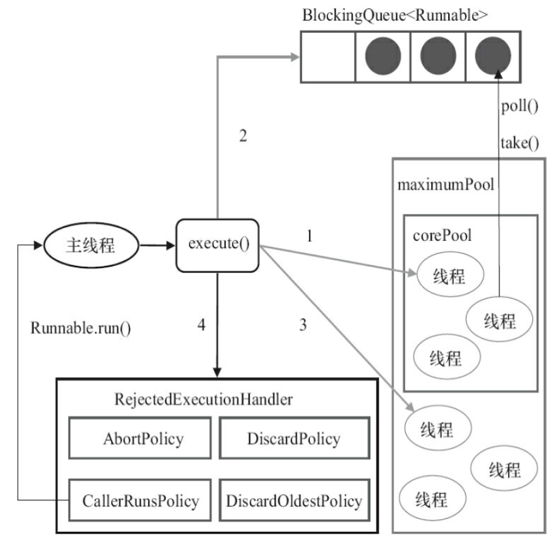 BlockingQueue<Runnable>
poll()
2
take()
maximumPool
corePool
主线程
execute()
1
线程
线程
Runnable.run()
4
3
线程
RejectedExecutionHandler
线程
AbortPolicy
DiscardPolicy
线程
CallerRunsPolicy
DiscardOldestPolicy
线程